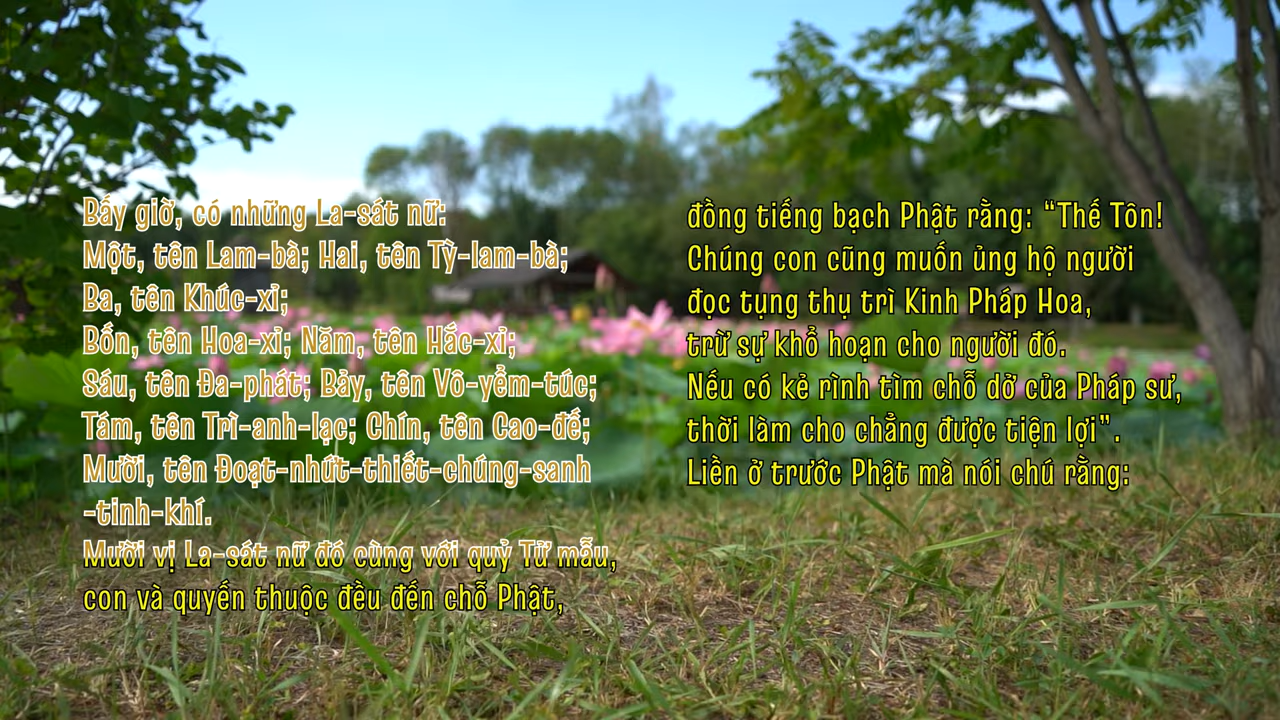 Bấy giờ, có những La-sát nữ:
Một, tên Lam-bà; Hai, tên Tỳ-lam-bà;
Ba, tên Khúc-xỉ;
Bốn, tên Hoa-xỉ; Năm, tên Hắc-xỉ;
Sáu, tên Đa-phát; Bảy, tên Vô-yểm-túc;
Tám, tên Trì-anh-lạc; Chín, tên Cao-đế;
Mười, tên Đoạt-nhứt-thiết-chúng-sanh
-tinh-khí.
Mười vị La-sát nữ đó cùng với quỷ Tử mẫu,
con và quyến thuộc đều đến chỗ Phật,
đồng tiếng bạch Phật rằng: “Thế Tôn!
Chúng con cũng muốn ủng hộ người
đọc tụng thụ trì Kinh Pháp Hoa,
trừ sự khổ hoạn cho người đó.
Nếu có kẻ rình tìm chỗ dở của Pháp sư,
thời làm cho chẳng được tiện lợi”.
Liền ở trước Phật mà nói chú rằng: